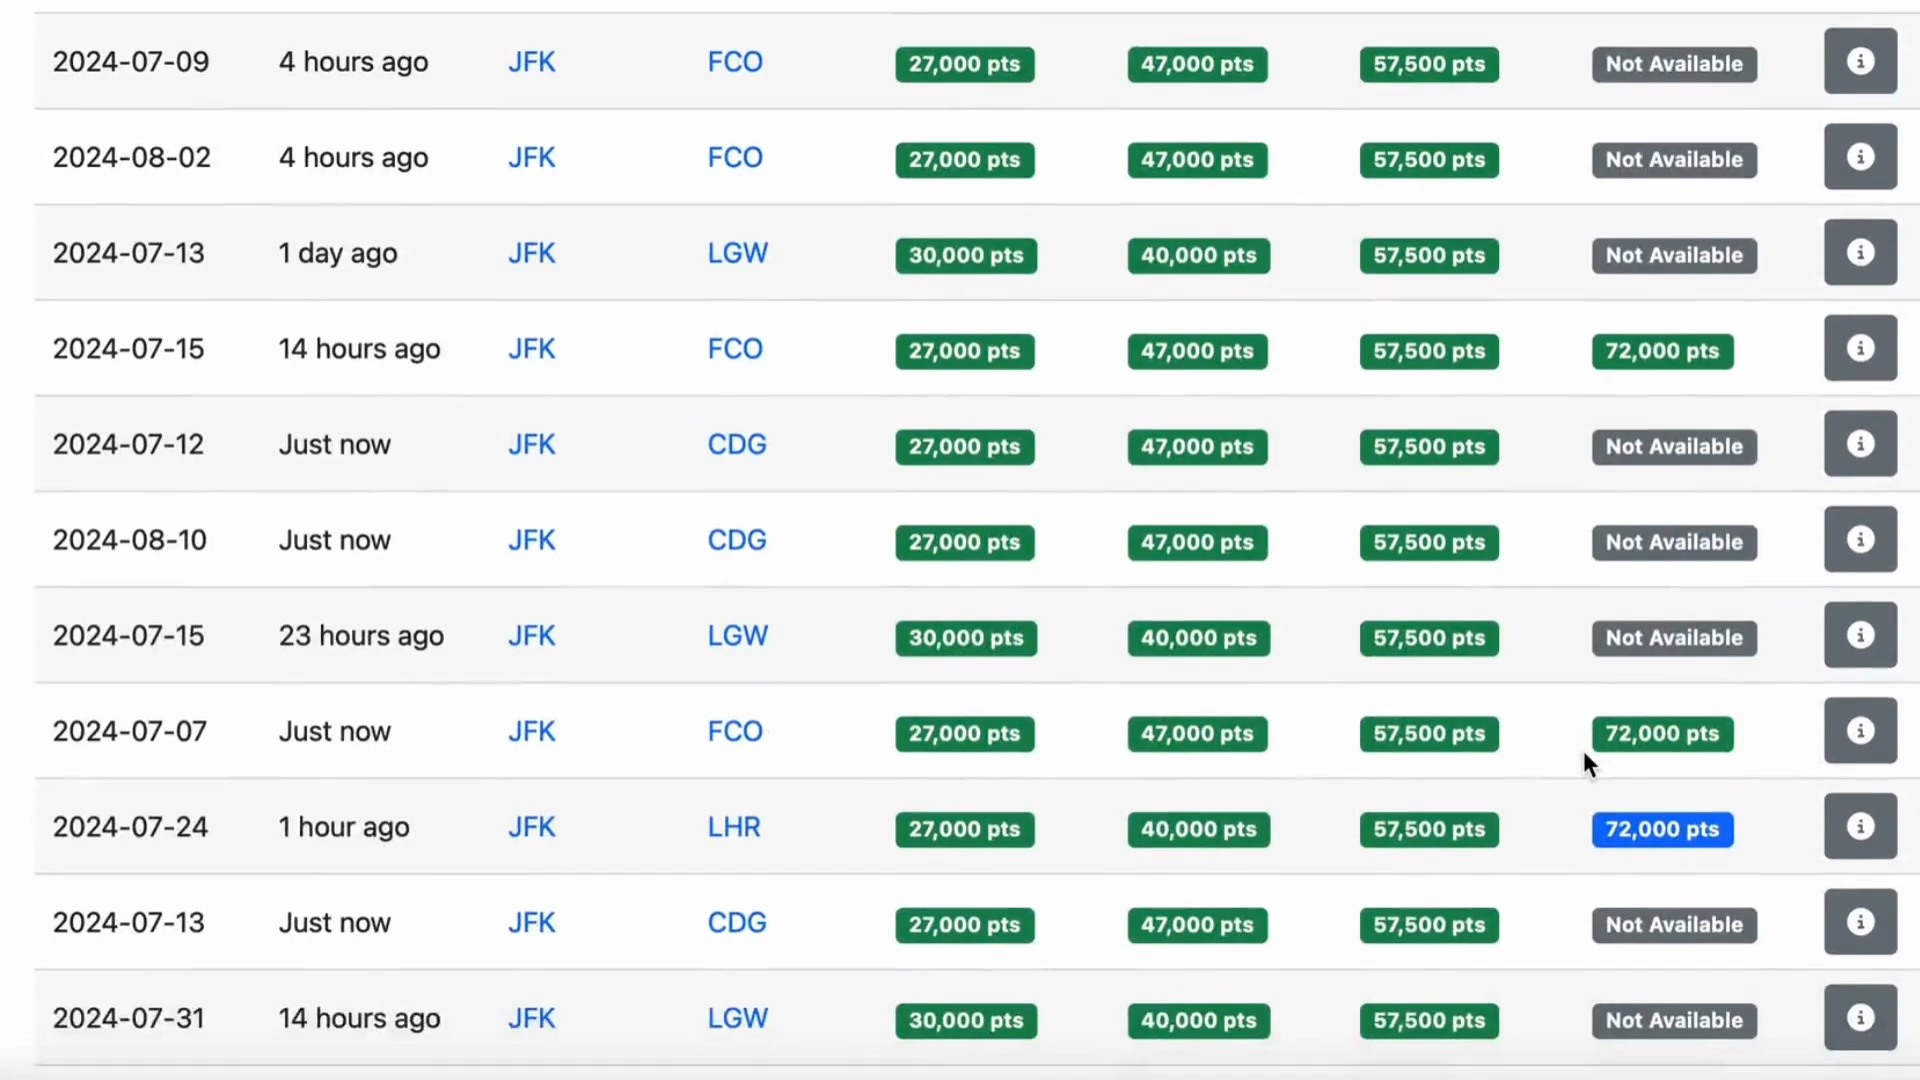 2024-07-09 4 hours ago JFK FCO 27,000 pts 47,000 pts 57,500 pts Not Available
2024-08-02 4 hours ago JFK FCO 27,000 pts 47,000 pts 57,500 pts Not Available
2024-07-13 1 day ago JFK LGW 30,000 pts 40,000 pts 57,500 pts Not Available
2024-07-15 14 hours ago JFK FCO 27,000 pts 47,000 pts 57,500 pts 72,000 pts
2024-07-12 Just now JFK CDG 27,000 pts 47,000 pts 57,500 pts Not Available
2024-08-10 Just now JFK CDG 27,000 pts 47,000 pts 57,500 pts Not Available
2024-07-15 23 hours ago JFK LGW 30,000 pts 40,000 pts 57,500 pts Not Available
2024-07-07 Just now JFK FCO 27,000 pts 47,000 pts 57,500 pts 72,000 pts
2024-07-24 1 hour ago JFK LHR 27,000 pts 40,000 pts 57,500 pts 72,000 pts
2024-07-13 Just now JFK CDG 27,000 pts 47,000 pts 57,500 pts Not Available
2024-07-31 14 hours ago JFK LGW 30,000 pts 40,000 pts 57,500 pts Not Available